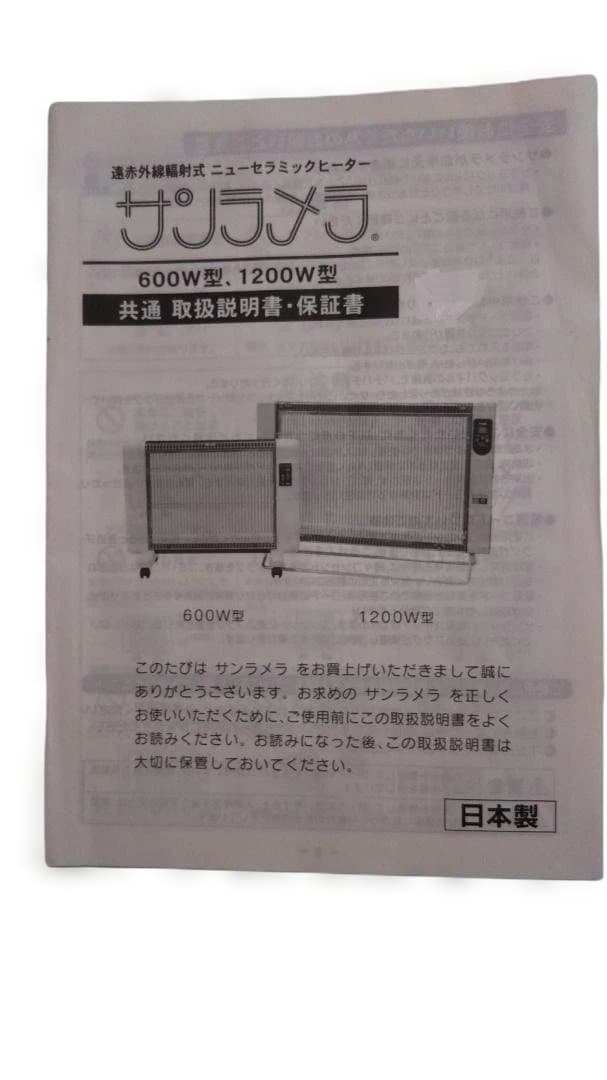 遠赤外線輻射式 ニューセラミックヒーター
サンラメラ®
600W型、1200W型
共通 取扱説明書・保証書
600W型
1200W型
このたびは サンラメラ をお買上げいただきまして誠に
ありがとうございます。お求めの サンラメラ を正しく
お使いいただくために、ご使用前にこの取扱説明書をよく
お読みください。お読みになった後、この取扱説明書は
大切に保管しておいてください。
日本製